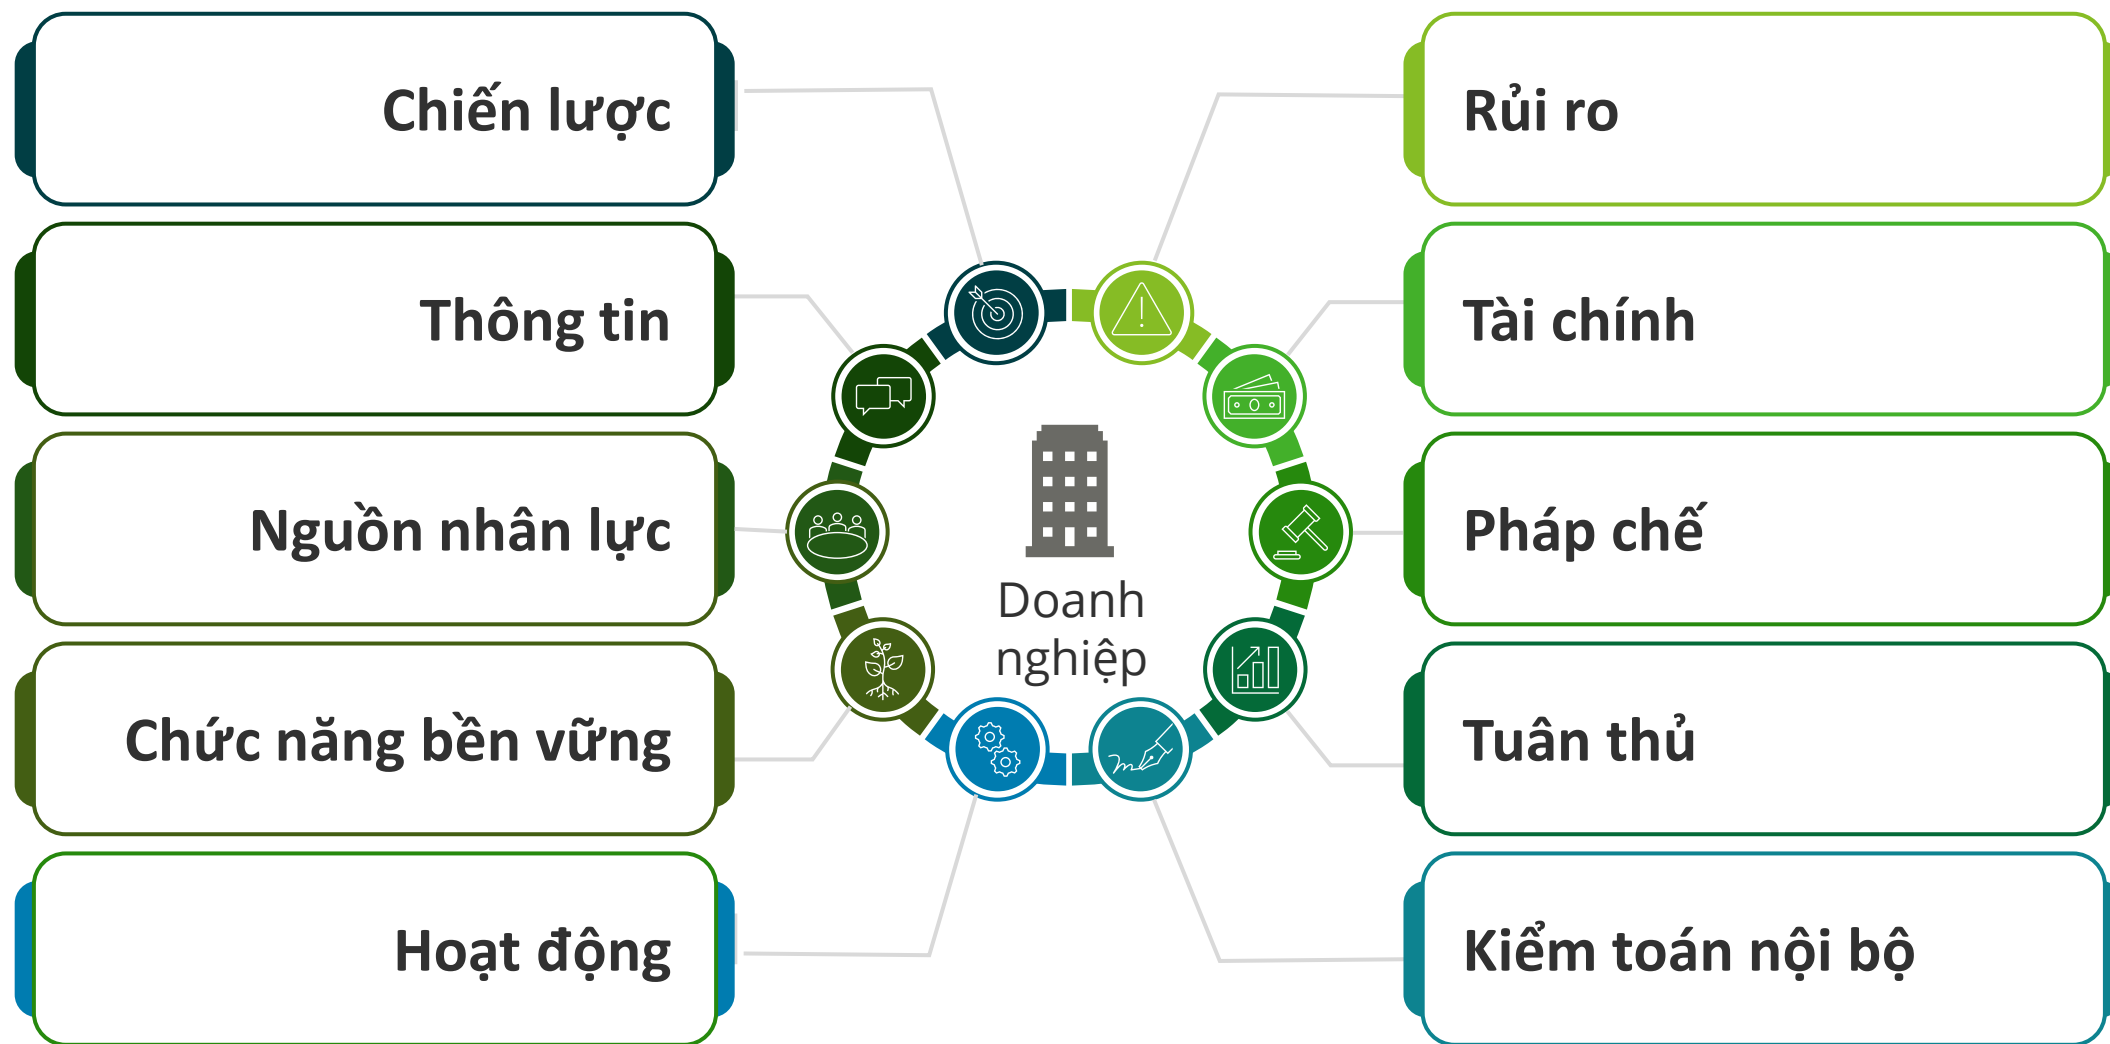 Chiến lược
Thông tin
Nguồn nhân lực
Chức năng bền vững
Hoạt động
Doanh
nghiệp
Rủi ro
Tài chính
Pháp chế
Tuân thủ
Kiểm toán nội bộ